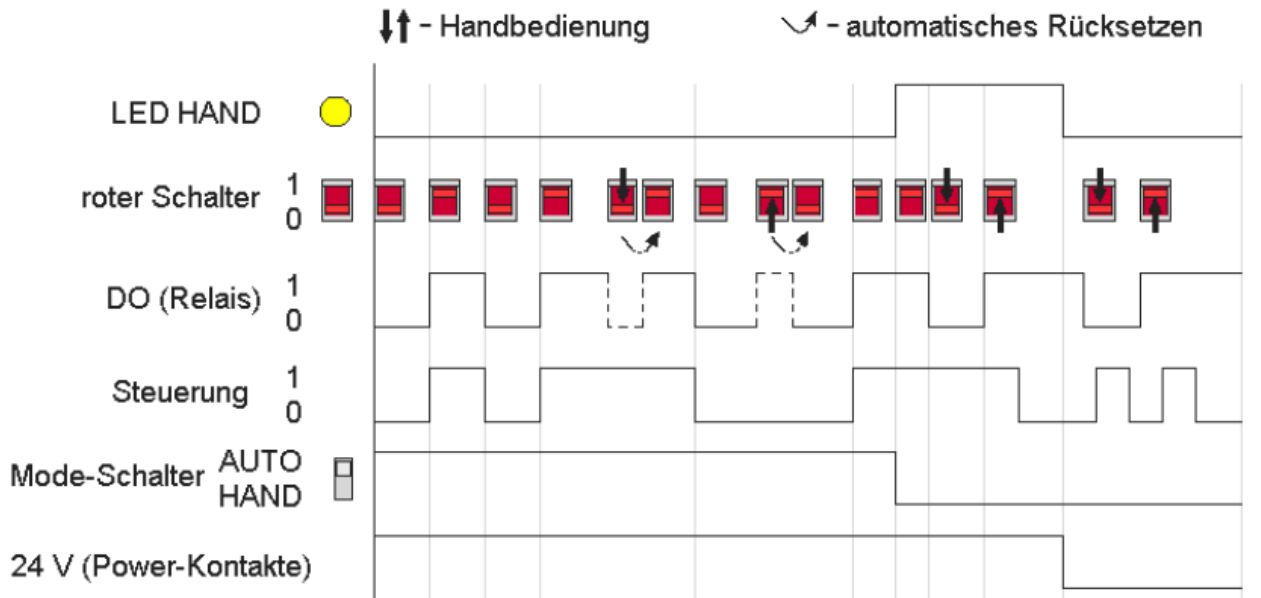 - Handbedienung - automatisches Rücksetzen
LED HAND
roter Schalter 1
0
DO (Relais) 1
0
Steuerung 1
0
Mode-Schalter AUTO
HAND
24 V (Power-Kontakte)